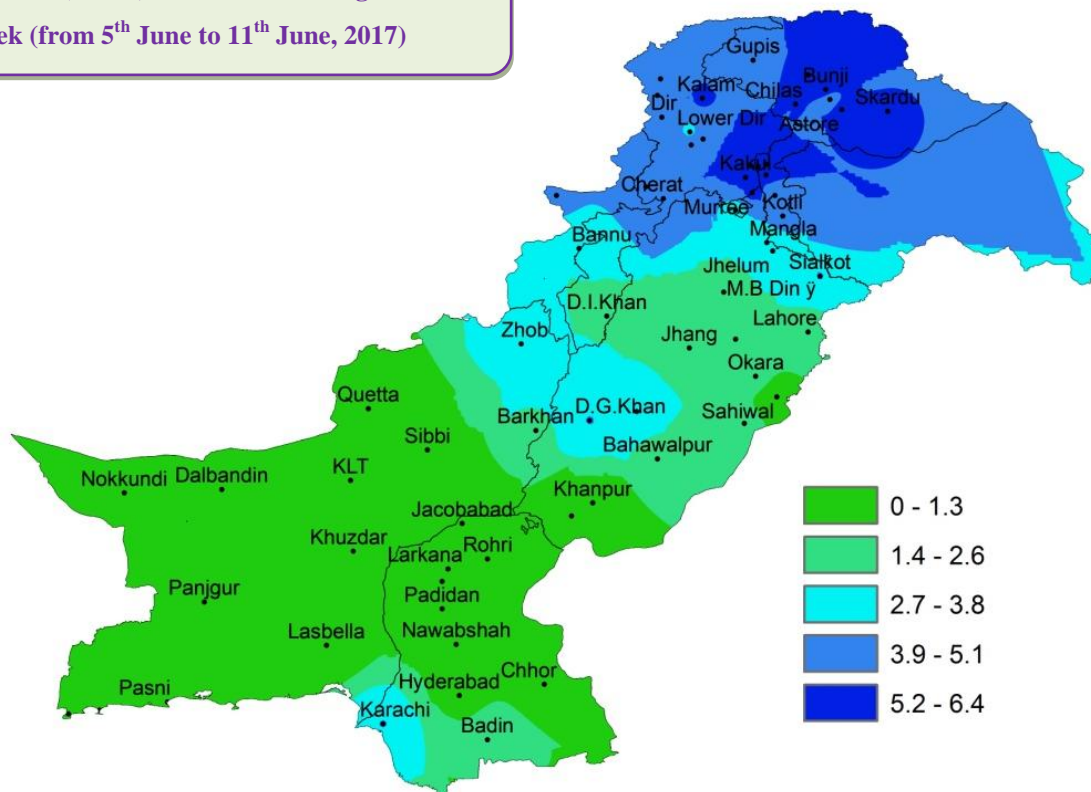 ek (from 5th June to 11th June, 2017)
Gupis
Bunji
Kalam
Chilas
Skardu
Dir
Lower Dir
Astore
Cherat
Murree
Kotli
Bannu
Mangla
Jhelum
Sialkot
M.B Din ÿ
D.I.Khan
Zhob
Lahore
Jhang
Okara
Quetta
Barkhan
D.G.Khan
Sahiwal
Sibbi
Bahawalpur
Nokkundi
Dalbandin
KLT
Khanpur
0 - 1.3
Jacobabad
Khuzdar
Larkana
Rohri
1.4 - 2.6
Panjgur
Padidan
2.7 - 3.8
Lasbella
Nawabshah
3.9 - 5.1
Pasni
Hyderabad
Chhor
5.2 - 6.4
Karachi
Badin